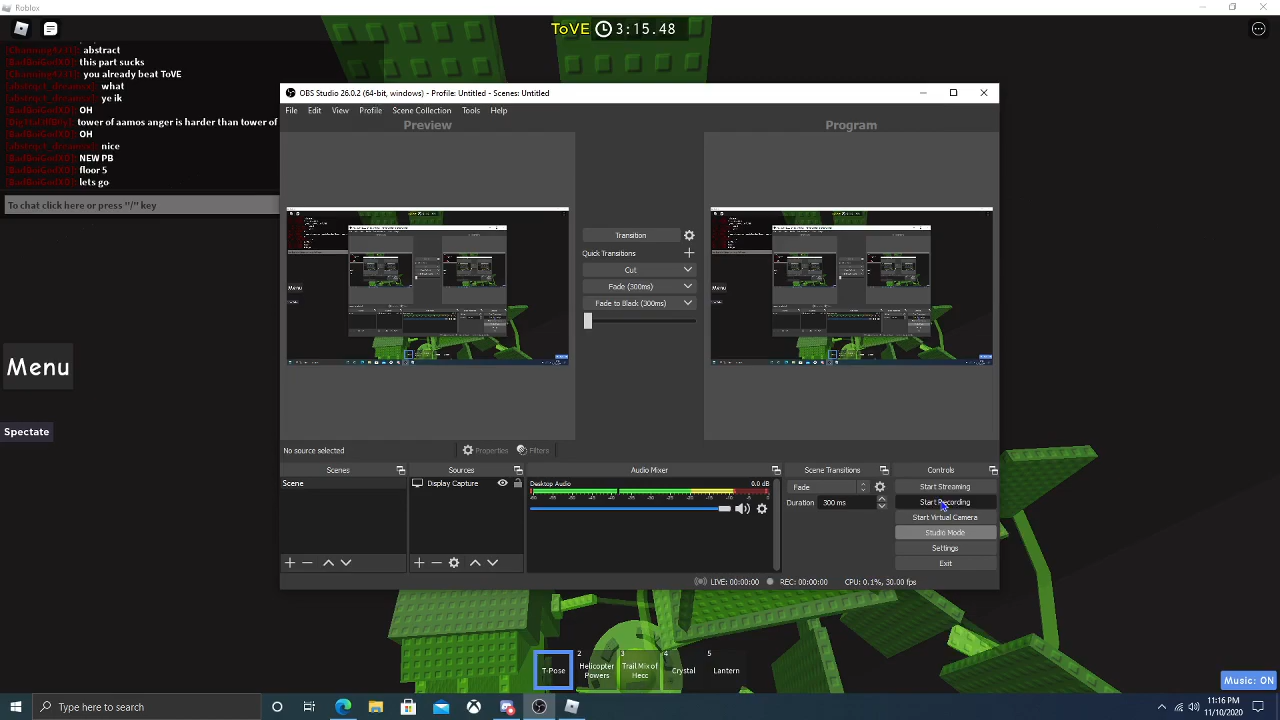 Roblox
ToVE 3:15.48
abstract
this part sucks
you already beat ToVE
what
ye ik
OH
tower of aamos anger is harder than tower of
OH
nice
NEW PB
floor 5
lets go
To chat click here or press "/" key
Menu
Spectate
OBS Studio 26.0.2 (64-bit, windows) - Profile: Untitled - Scenes: Untitled
File Edit View Profile Scene Collection Tools Help
Preview
Program
Transition
Quick Transitions
Cut
Fade (300ms)
Fade to Black (300ms)
No source selected
Properties Filters
Scenes
Scene
Sources
Display Capture
Audio Mixer
Desktop Audio 0.0 dB
Scene Transitions
Fade
Duration 300 ms
Controls
Start Streaming
Start Recording
Start Virtual Camera
Studio Mode
Settings
Exit
LIVE: 00:00:00 REC: 00:00:00 CPU: 0.1%, 30.00 fps
T-Pose
2
Helicopter
Powers
3
Trail Mix of
Hecc
4
Crystal
5
Lantern
Music: ON
Type here to search
11:16 PM
11/10/2020